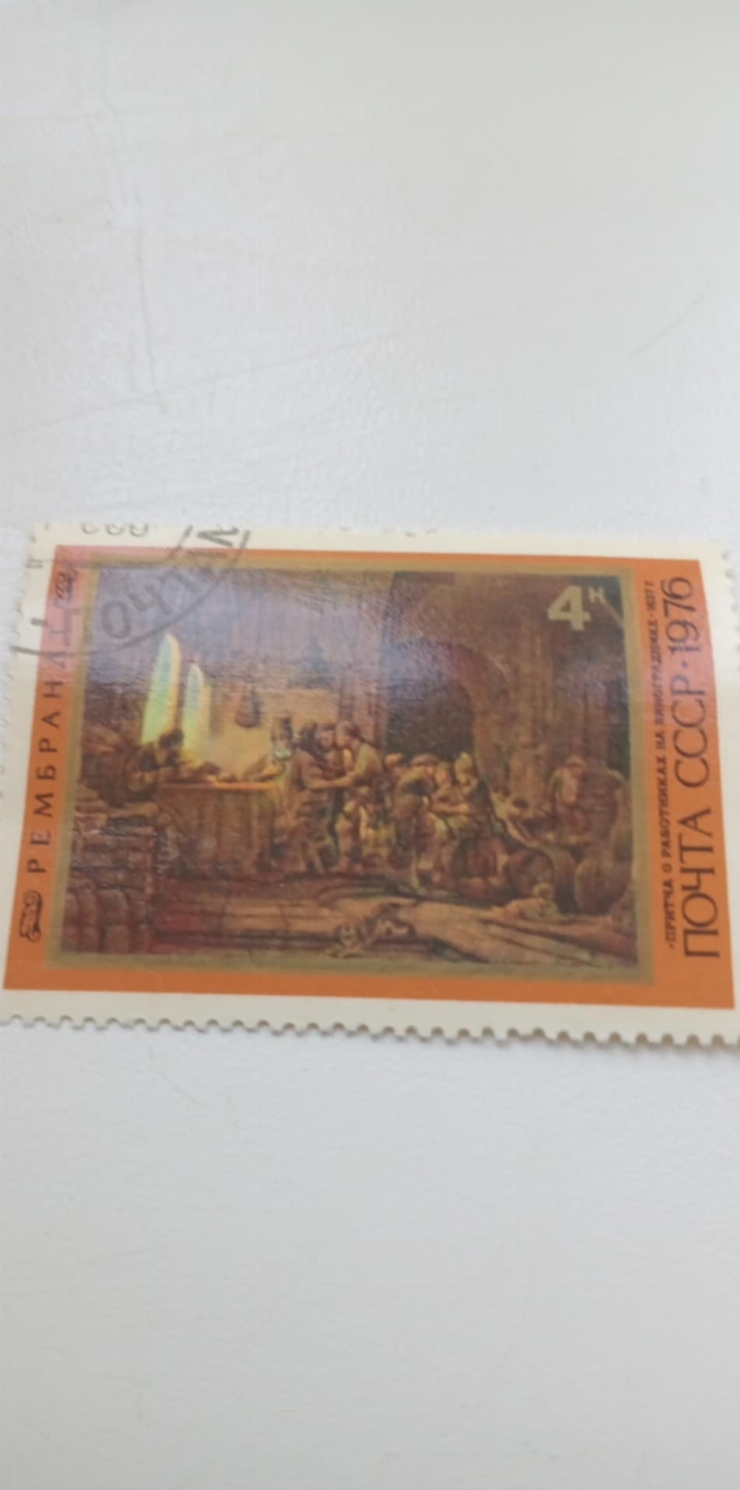 РЕМБРАНДТ
4к
«ПРИТЧА О РАБОТНИКАХ НА ВИНОГРАДНИКЕ» · 1637 г.
ПОЧТА СССР · 1976